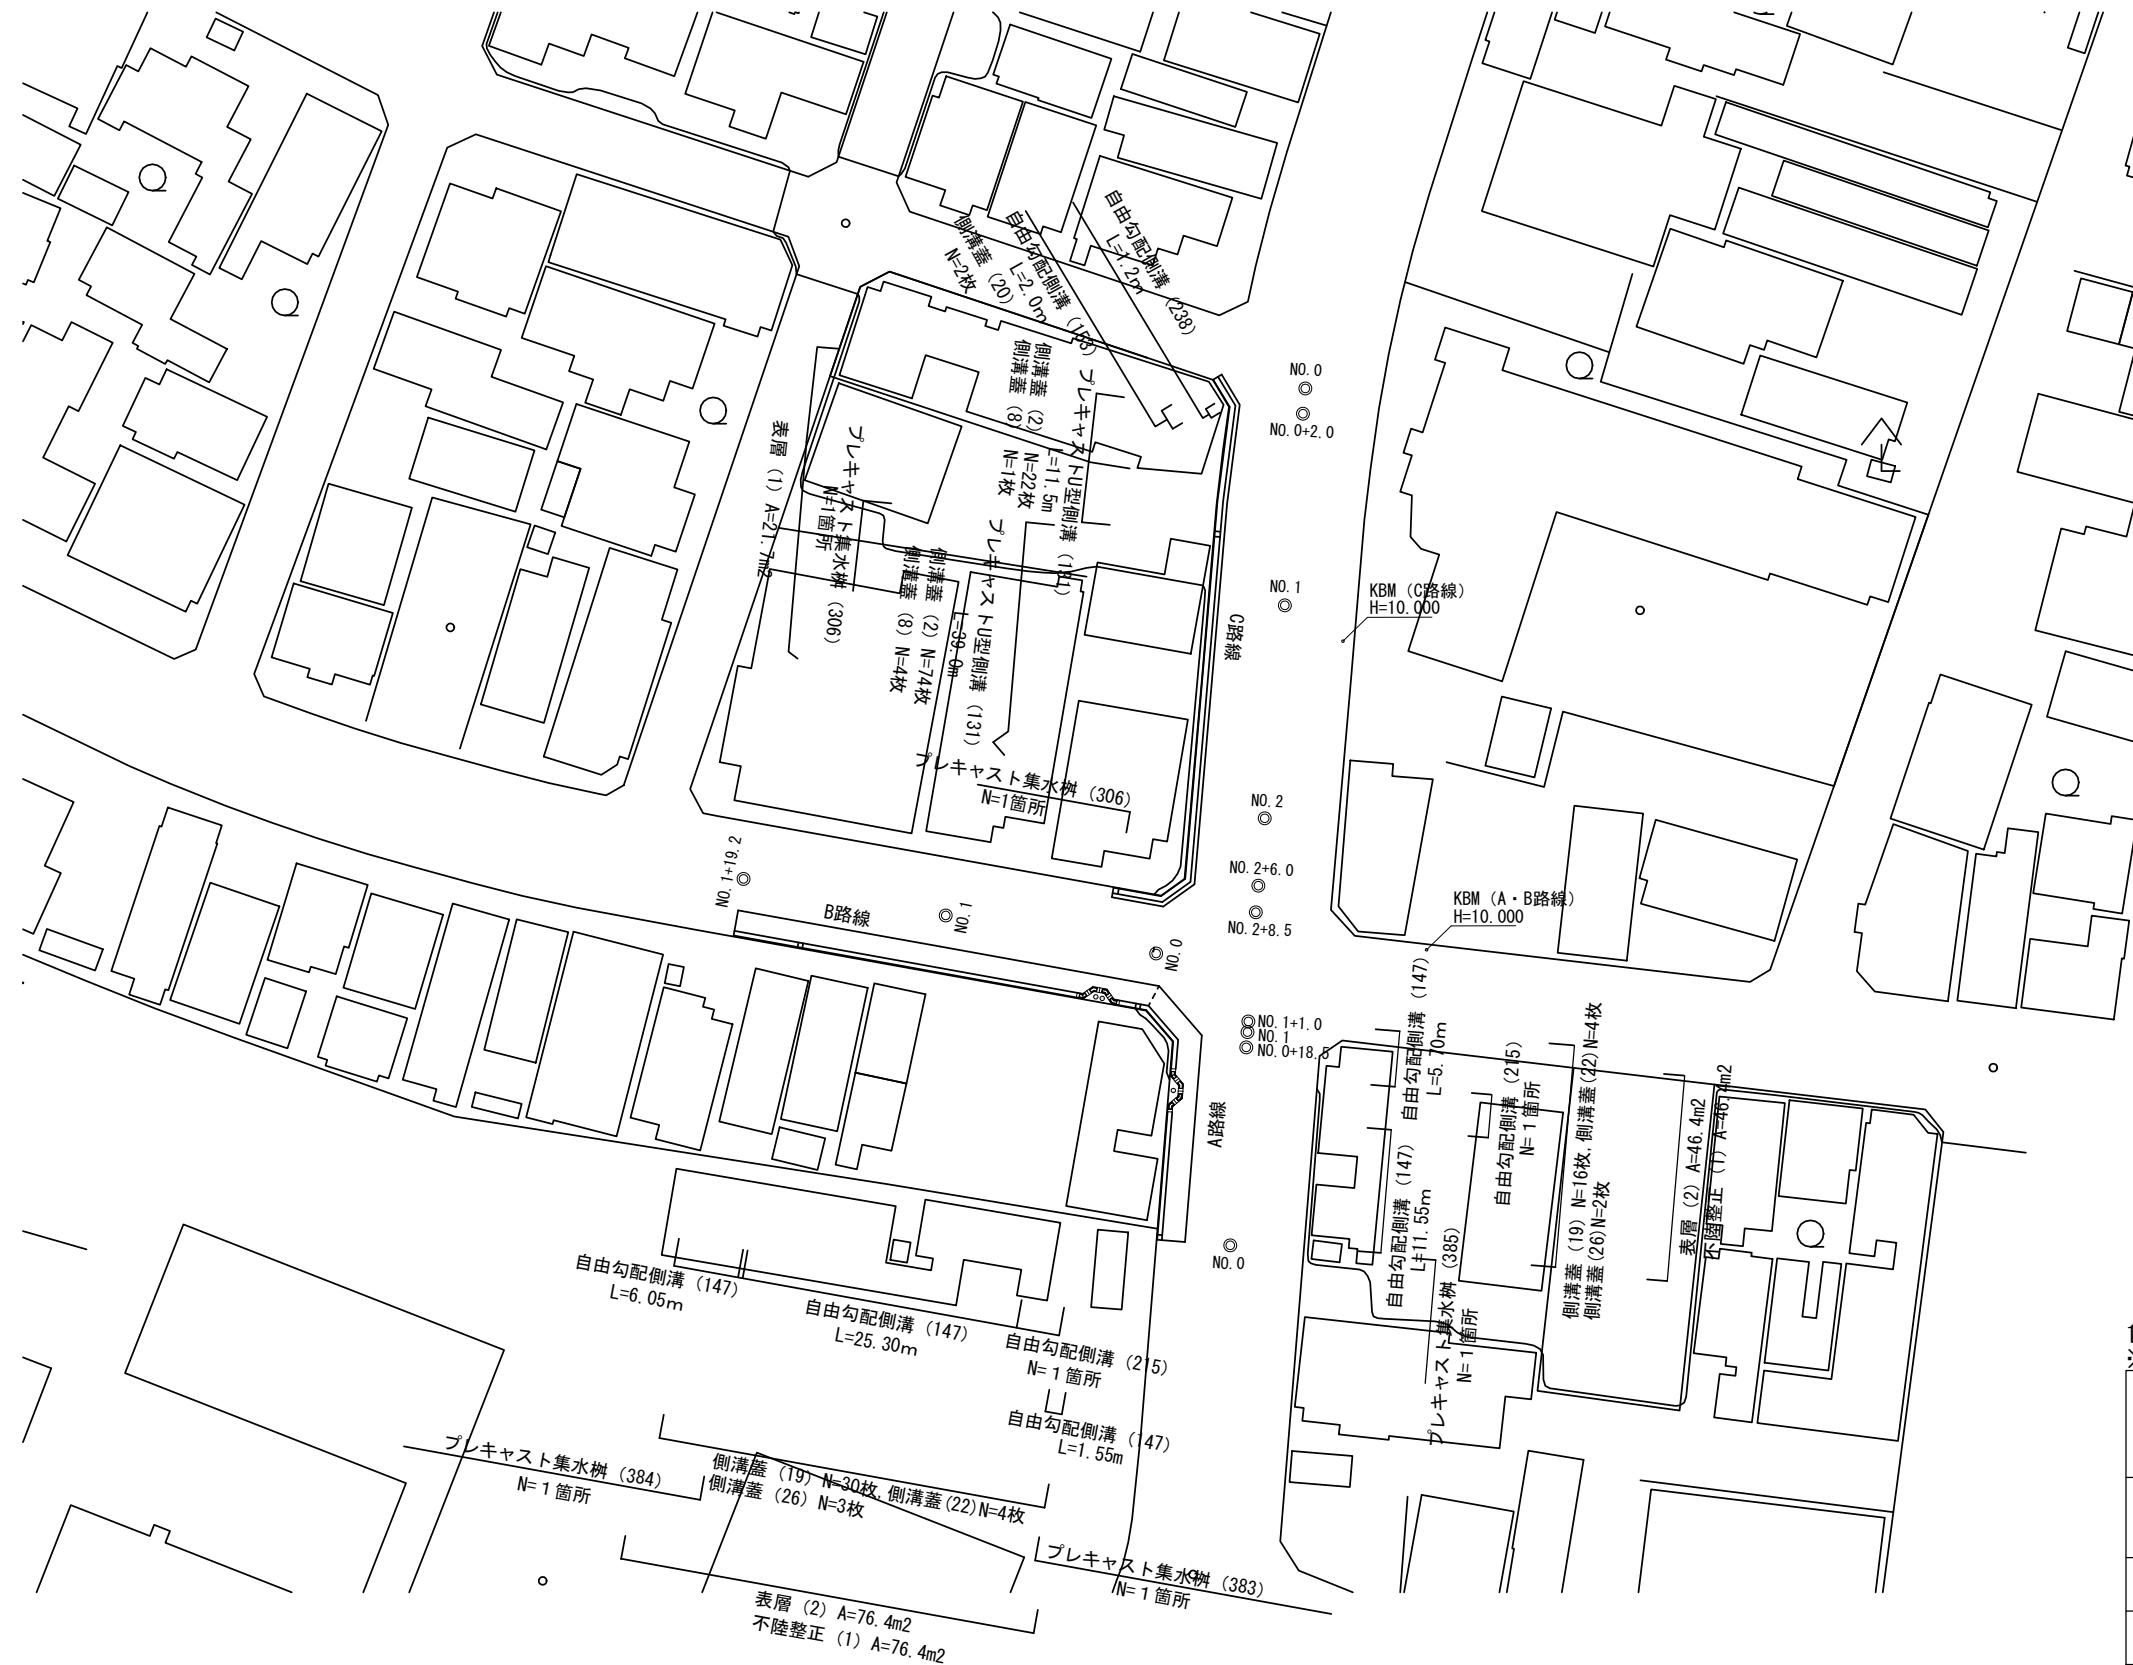 自由勾配側溝 (238)
L=1.2m
自由勾配側溝 (153)
L=2.0m
側溝蓋 (20)
N=2枚
プレキャストU型側溝 (131)
L=11.5m
側溝蓋 (2) N=22枚
側溝蓋 (8) N=1枚
NO.0
NO.0+2.0
表層 (1) A=21.7m2
プレキャスト集水桝 (306)
N=1箇所
プレキャストU型側溝 (131)
L=39.0m
側溝蓋 (2) N=74枚
側溝蓋 (8) N=4枚
NO.1
KBM (C路線)
H=10.000
C路線
プレキャスト集水桝 (306)
N=1箇所
NO.2
NO.2+6.0
NO.2+8.5
KBM (A・B路線)
H=10.000
NO.1+19.2
B路線
NO.1
NO.0
NO.1+1.0
NO.1
NO.0+18.5
A路線
NO.0
自由勾配側溝 (147)
L=5.70m
自由勾配側溝 (147)
L=11.55m
自由勾配側溝 (215)
N=1箇所
プレキャスト集水桝 (385)
N=1箇所
側溝蓋 (19) N=16枚,側溝蓋(22)N=4枚
側溝蓋(26)N=2枚
表層 (2) A=46.4m2
不陸整正 (1) A=46.4m2
自由勾配側溝 (147)
L=6.05m
自由勾配側溝 (147)
L=25.30m
自由勾配側溝 (215)
N=1箇所
自由勾配側溝 (147)
L=1.55m
プレキャスト集水桝 (384)
N=1箇所
側溝蓋 (19) N=30枚,側溝蓋(22)N=4枚
側溝蓋 (26) N=3枚
プレキャスト集水桝 (383)
N=1箇所
表層 (2) A=76.4m2
不陸整正 (1) A=76.4m2